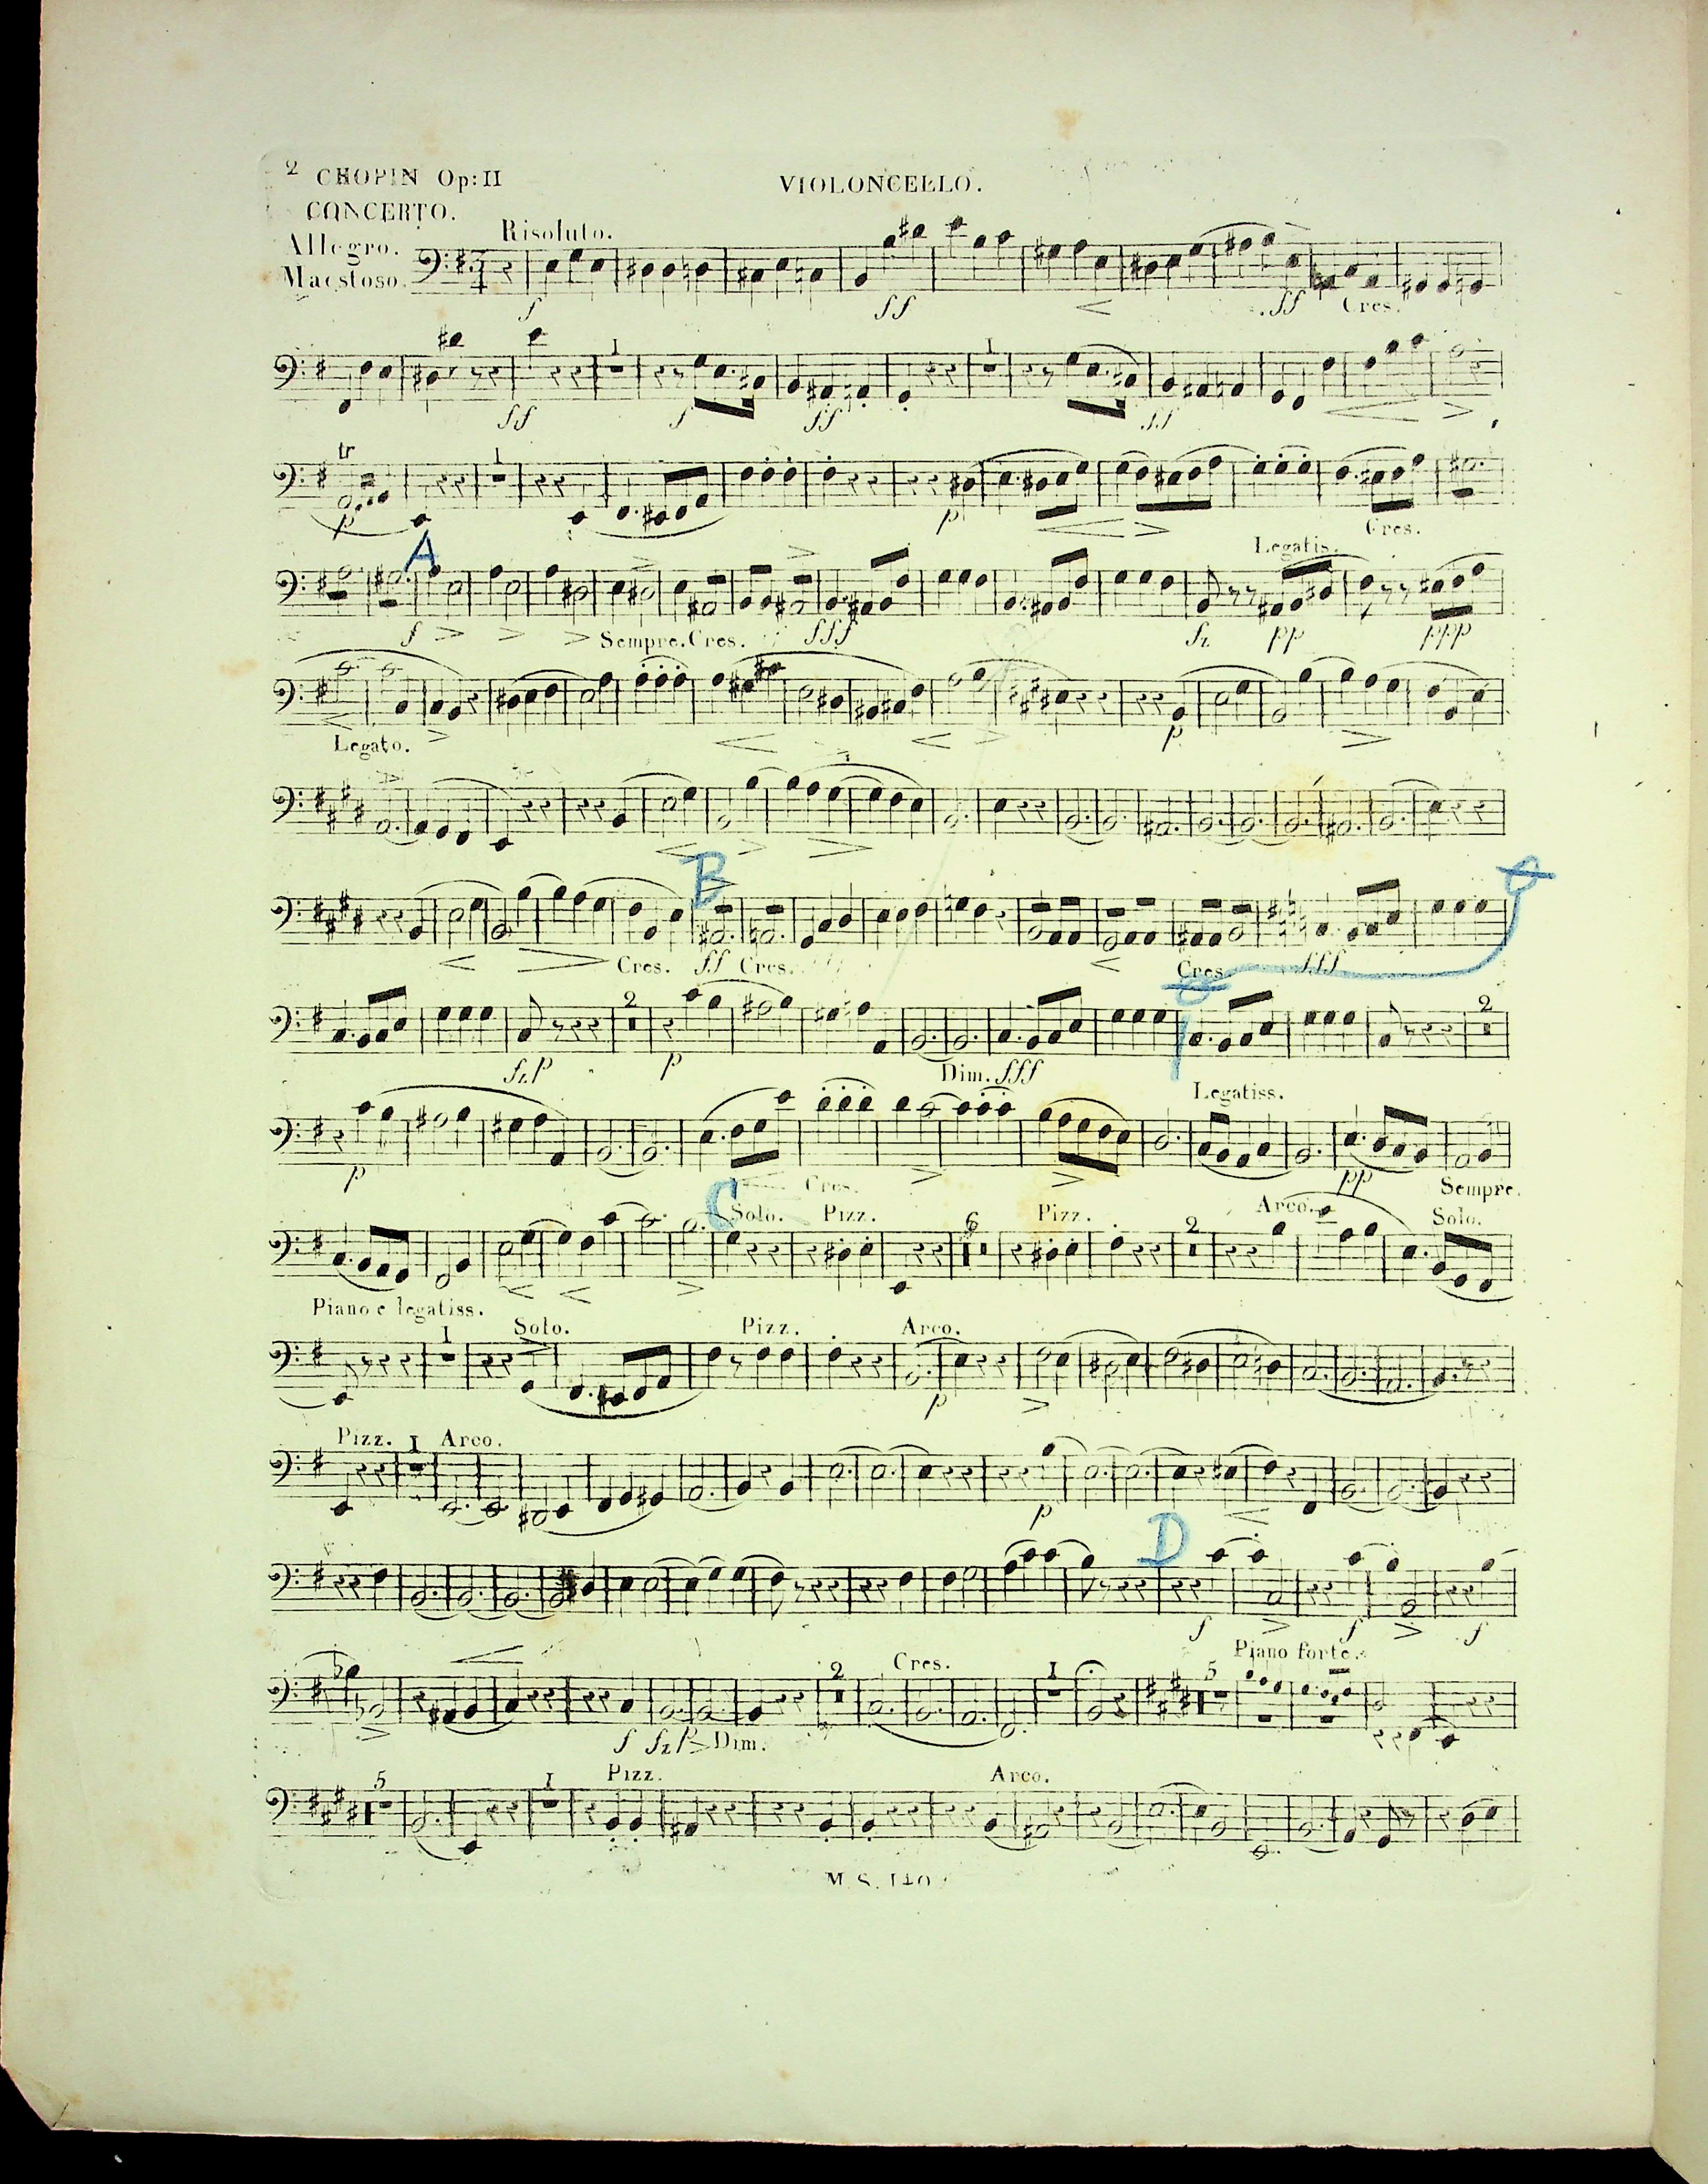 2 CHOPIN Op: II
VIOLONCELLO.
CONCERTO.
Allegro.
Maestoso.
Risoluto.
f ff ff Cres.
1 1
ff f ff ff
tr 1
p p Cres.
A
Legatis.
f Sempre. Cres. fff fz pp ppp
Legato. p
B
Cres. ff Cres. Cres. fff
2 2
fz.p p Dim. fff
Legatiss.
p Cres. pp Sempre.
C Solo. Pizz. 6 Pizz. 2 Arco. Solo.
Piano e legatiss.
I Solo. Pizz. Arco.
p
Pizz. I Arco.
p
D
f f f
2 Cres. I 5 Piano forte.
f fz p Dim.
5 I Pizz. Arco.
M.S. 140